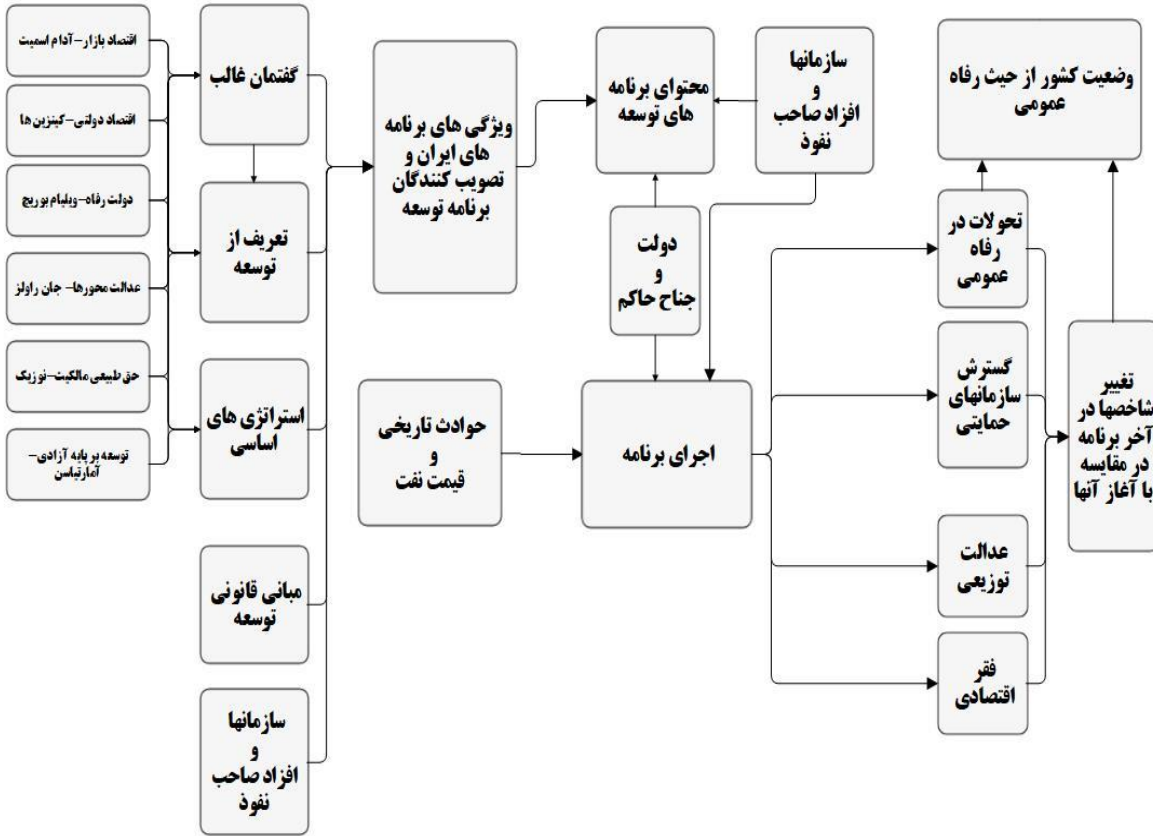 اقتصاد بازار-آدام اسمیت
اقتصاد دولتی-کینزین ها
دولت رفاه-ویلیام بوریج
عدالت محورها- جان راولز
حق طبیعی مالکیت-نوزیک
توسعه بر پایه آزادی-
آمارتیاسن
گفتمان غالب
تعریف از
توسعه
استراتژی های
اساسی
مبانی قانونی
توسعه
سازمانها
و
افزاد صاحب
نفوذ
ویژگی های برنامه
های ایران و
تصویب کنندگان
برنامه توسعه
حوادث تاریخی
و
قیمت نفت
محتوای برنامه
های توسعه
سازمانها
و
افزاد صاحب
نفوذ
دولت
و
جناح حاکم
اجرای برنامه
وضعیت کشور از حیث رفاه
عمومی
تحولات در
رفاه
عمومی
گسترش
سازمانهای
حمایتی
عدالت
توزیعی
فقر
اقتصادی
تغییر
شاخصها در
آخر برنامه
در مقایسه
با آغاز آنها